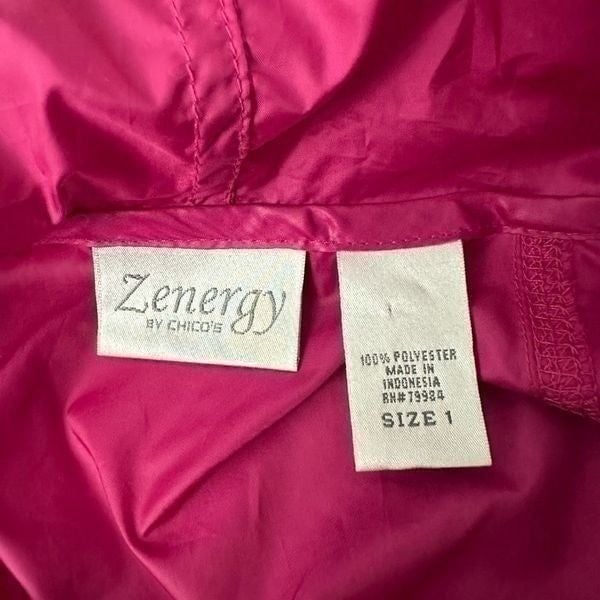 Zenergy
BY CHICO'S
100% POLYESTER
MADE IN
INDONESIA
RN#79984
SIZE 1